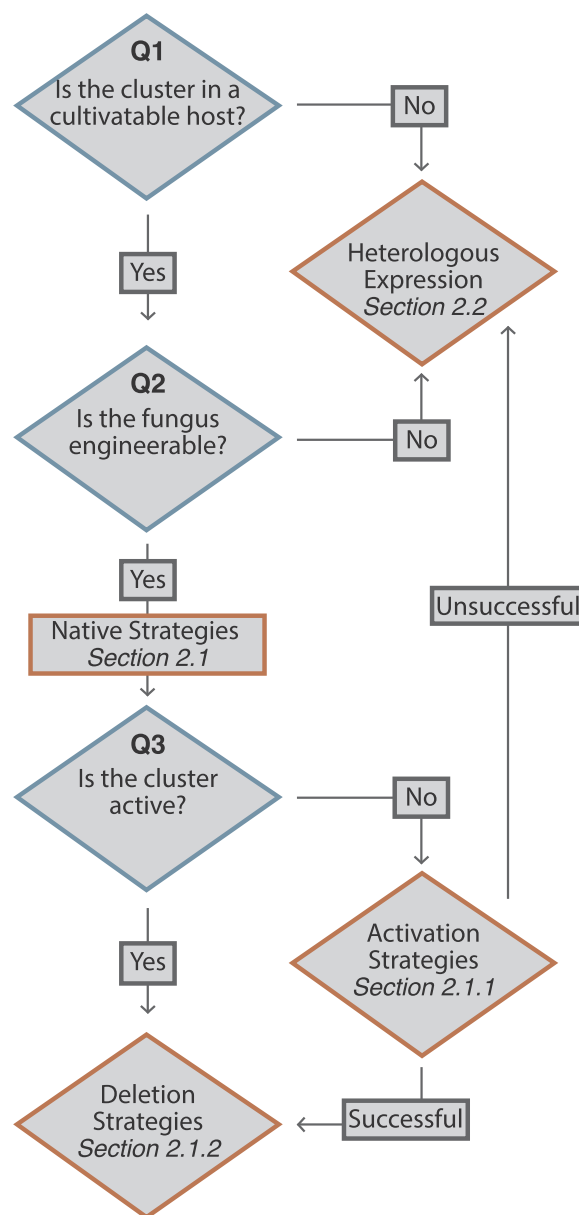 Q1
Is the cluster in a
cultivatable host?
No
Yes
Heterologous
Expression
Section 2.2
Q2
Is the fungus
engineerable?
No
Yes
Unsuccessful
Native Strategies
Section 2.1
Q3
Is the cluster
active?
No
Yes
Activation
Strategies
Section 2.1.1
Deletion
Strategies
Section 2.1.2
Successful